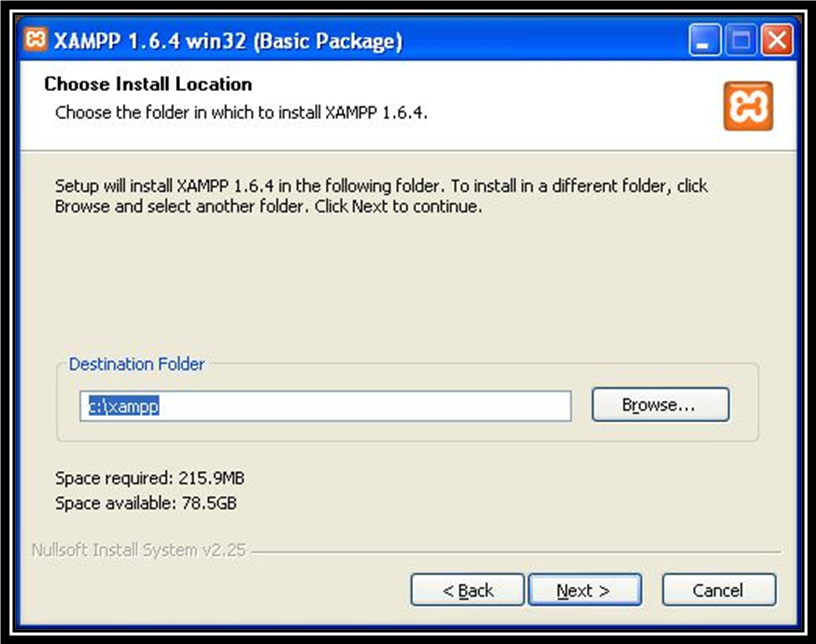 XAMPP 1.6.4 win32 (Basic Package)
Choose Install Location
Choose the folder in which to install XAMPP 1.6.4.
Setup will install XAMPP 1.6.4 in the following folder. To install in a different folder, click
Browse and select another folder. Click Next to continue.
Destination Folder
c:\xampp
Browse...
Space required: 215.9MB
Space available: 78.5GB
Nullsoft Install System v2.25
< Back
Next >
Cancel